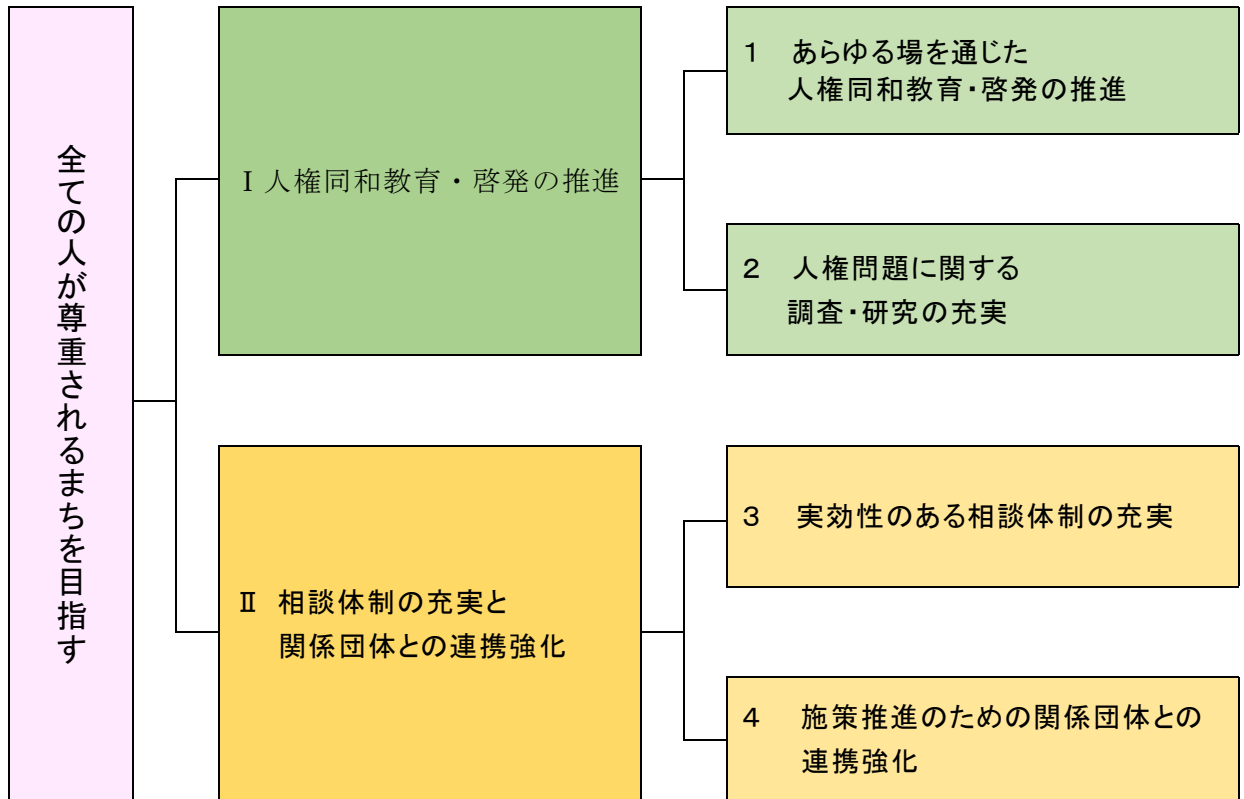 全ての人が尊重されるまちを目指す
Ⅰ 人権同和教育・啓発の推進
1 あらゆる場を通じた
人権同和教育・啓発の推進
2 人権問題に関する
調査・研究の充実
Ⅱ 相談体制の充実と
関係団体との連携強化
3 実効性のある相談体制の充実
4 施策推進のための関係団体との
連携強化